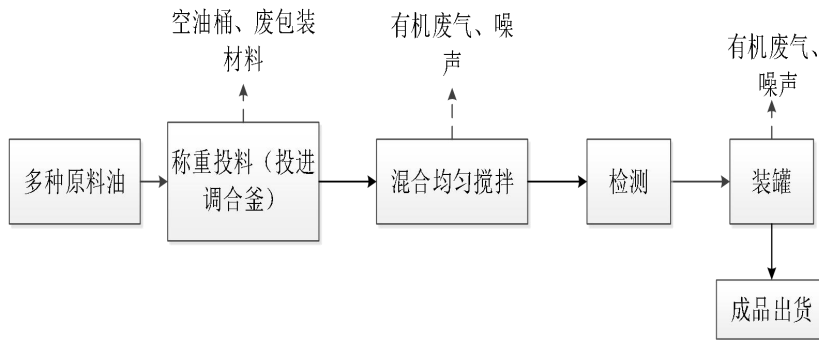 空油桶、废包装
材料
有机废气、噪
声
有机废气、
噪声
多种原料油
称重投料（投进
调合釜）
混合均匀搅拌
检测
装罐
成品出货